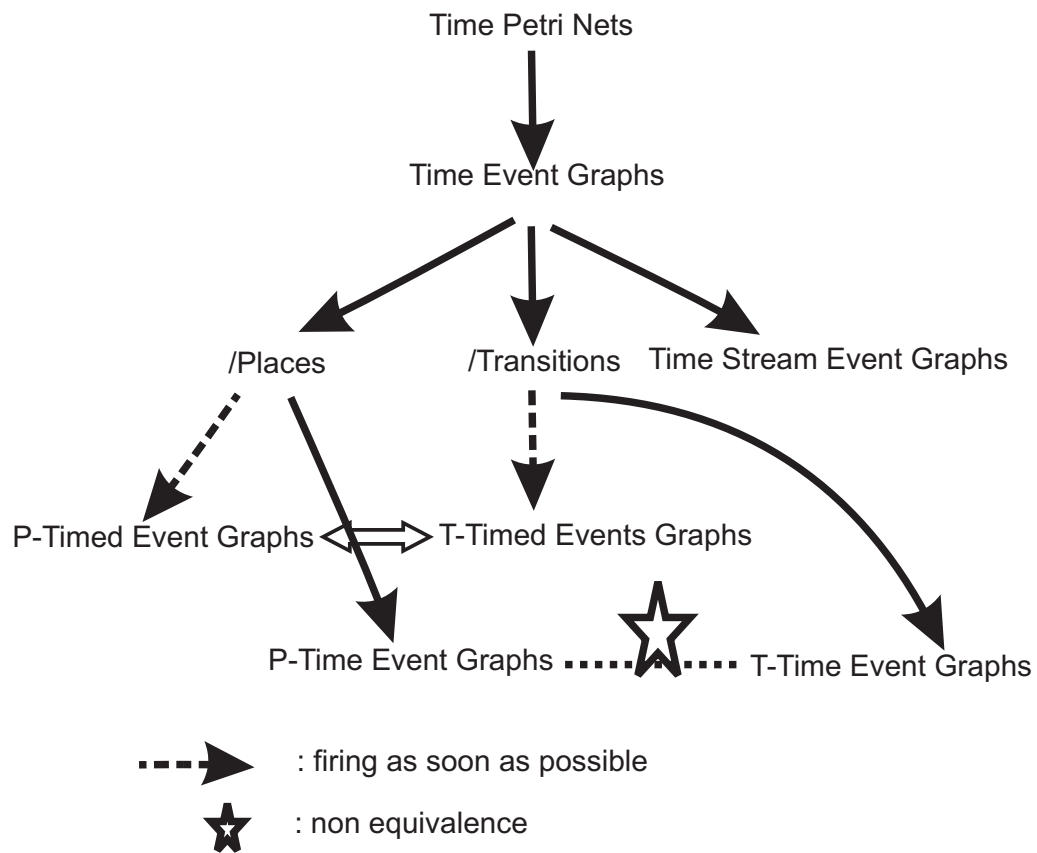 Time Petri Nets
Time Event Graphs
/Places
/Transitions
Time Stream Event Graphs
P-Timed Event Graphs
T-Timed Events Graphs
P-Time Event Graphs
T-Time Event Graphs
: firing as soon as possible
: non equivalence